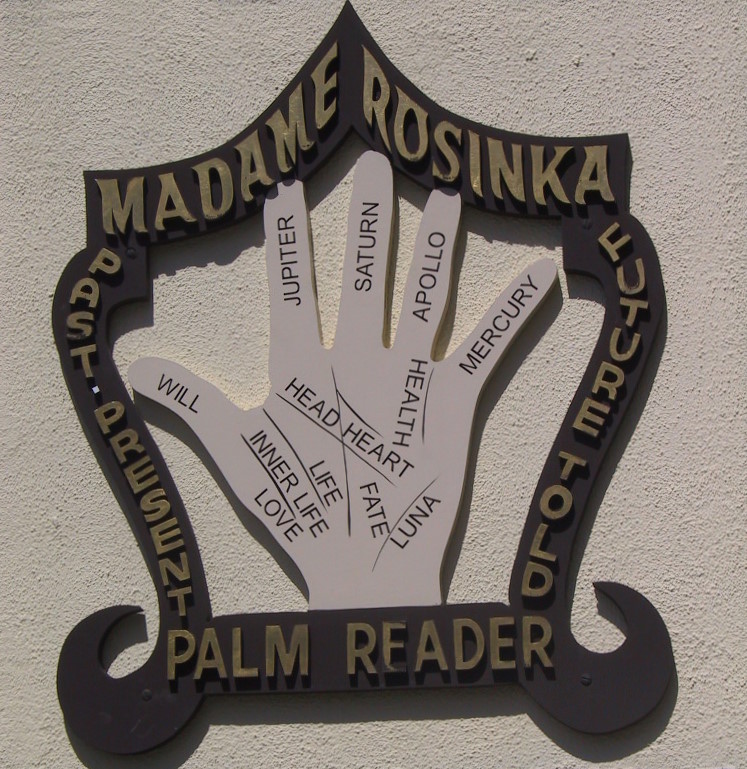 MADAME ROSINKA
PAST · PRESENT
FUTURE TOLD
JUPITER
SATURN
APOLLO
MERCURY
WILL
HEAD
HEART
HEALTH
LIFE
INNER LIFE
LOVE
FATE
LUNA
PALM READER